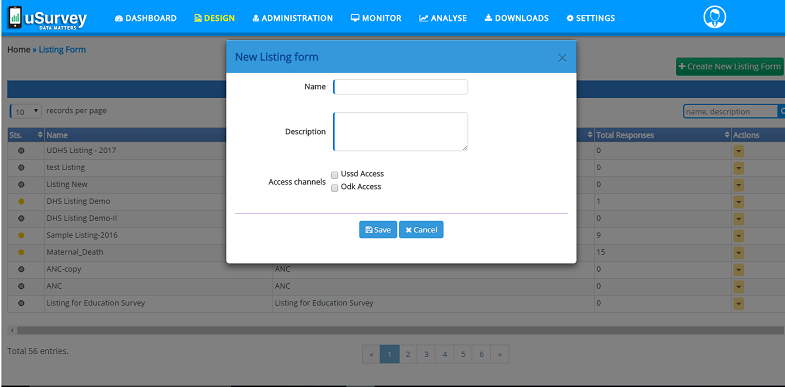 uSurvey
DATA MATTERS
DASHBOARD DESIGN ADMINISTRATION MONITOR ANALYSE DOWNLOADS SETTINGS
Home » Listing Form
New Listing form ×
+ Create New Listing Form
Name
10 records per page
name, description
Description
Sts. Name Total Responses Actions
UDHS Listing - 2017 0
test Listing 0
Access channels
Ussd Access
Odk Access
Listing New 0
DHS Listing Demo 1
DHS Listing Demo-II 0
Save Cancel
Sample Listing-2016 9
Maternal_Death 15
ANC-copy ANC 0
ANC ANC 0
Listing for Education Survey Listing for Education Survey 0
Total 56 entries.
« 1 2 3 4 5 6 »